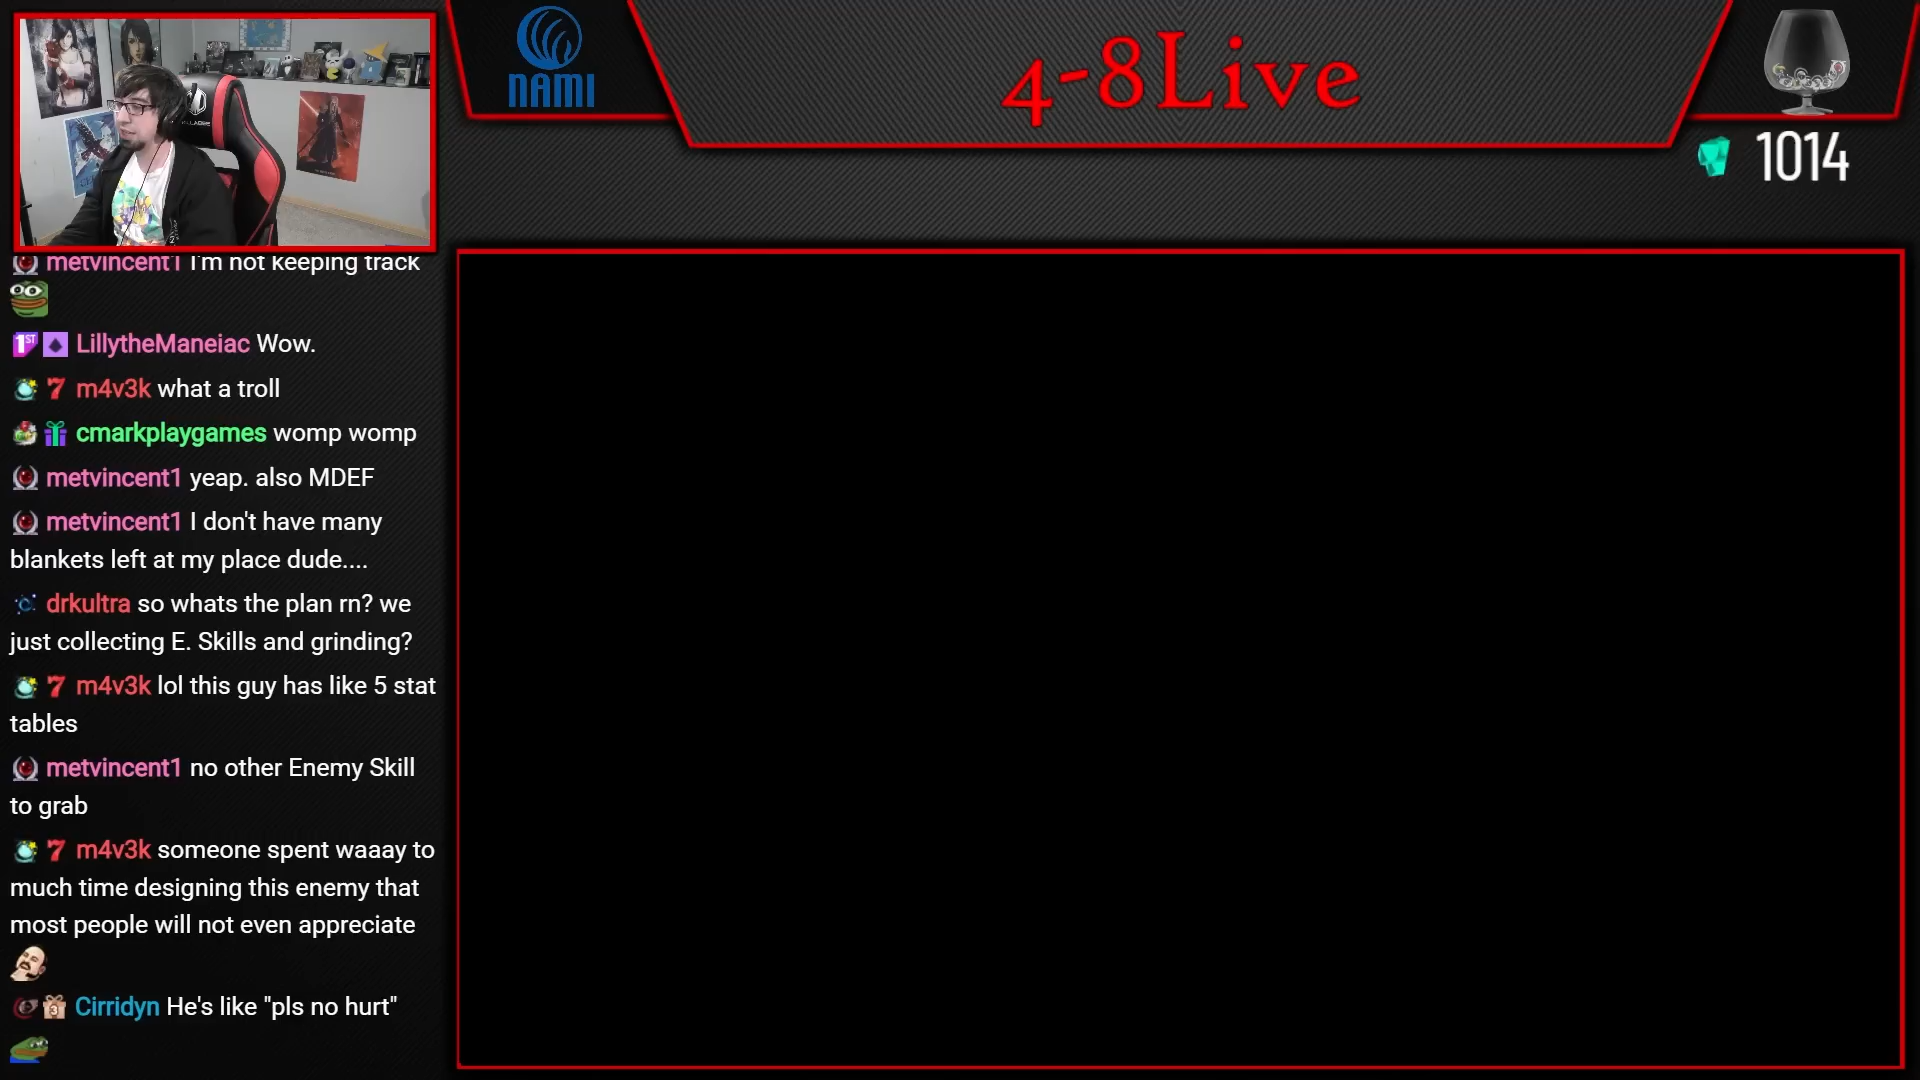 NAMI
4-8Live
1014
metvincent1 I'm not keeping track
LillytheManeiac Wow.
m4v3k what a troll
cmarkplaygames womp womp
metvincent1 yeap. also MDEF
metvincent1 I don't have many
blankets left at my place dude....
drkultra so whats the plan rn? we
just collecting E. Skills and grinding?
m4v3k lol this guy has like 5 stat
tables
metvincent1 no other Enemy Skill
to grab
m4v3k someone spent waaay to
much time designing this enemy that
most people will not even appreciate
Cirridyn He's like "pls no hurt"